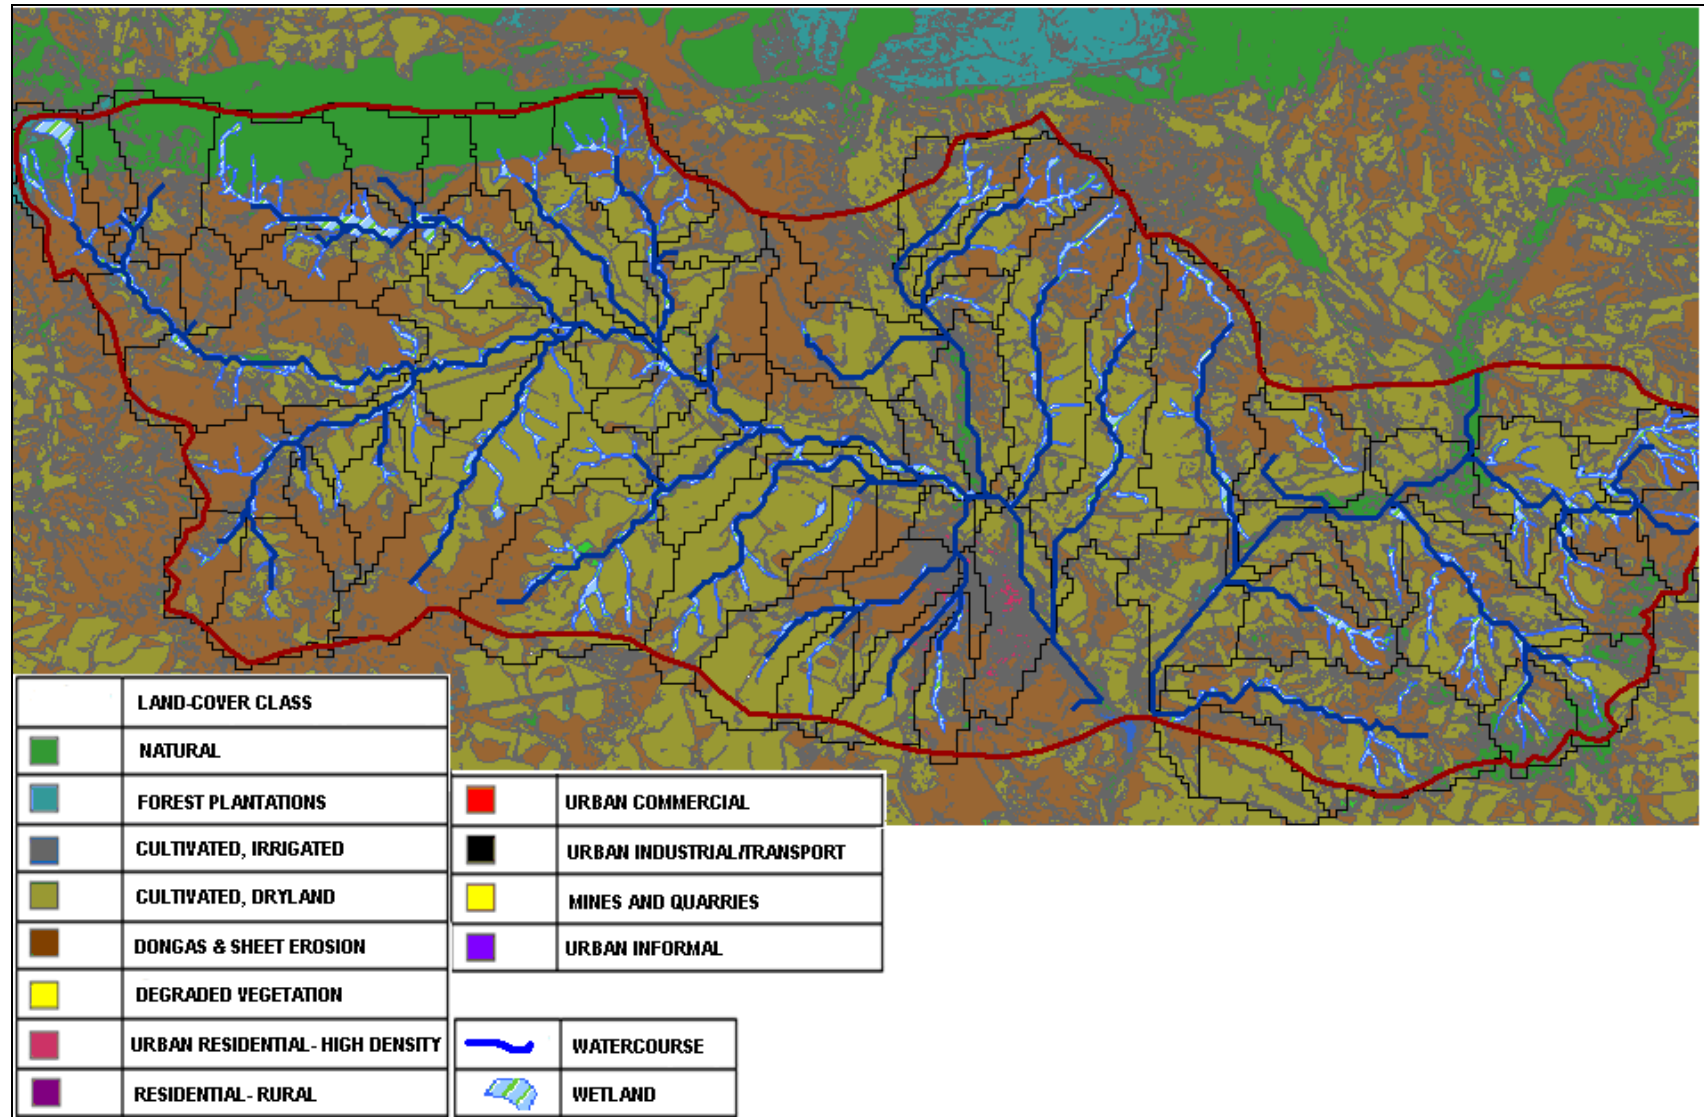 LAND-COVER CLASS
NATURAL
FOREST PLANTATIONS
CULTIVATED, IRRIGATED
CULTIVATED, DRYLAND
DONGAS & SHEET EROSION
DEGRADED VEGETATION
URBAN RESIDENTIAL- HIGH DENSITY
RESIDENTIAL- RURAL
URBAN COMMERCIAL
URBAN INDUSTRIAL/TRANSPORT
MINES AND QUARRIES
URBAN INFORMAL
WATERCOURSE
WETLAND